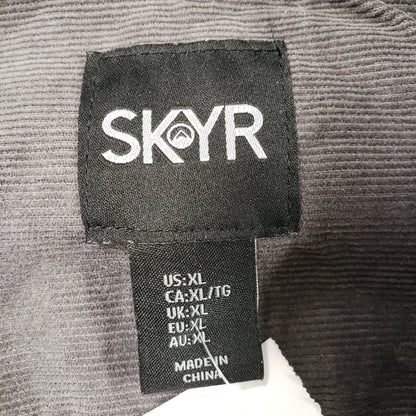 SKYR
US:XL
CA:XL/TG
UK:XL
EU:XL
AU:XL
MADE IN
CHINA